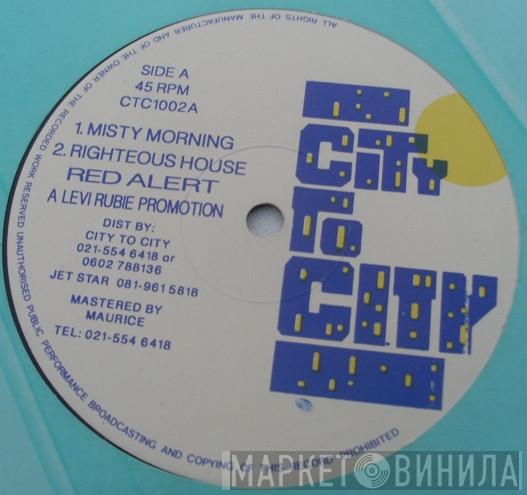 ALL RIGHTS OF THE MANUFACTURER AND OF THE OWNER OF THE RECORDED WORK RESERVED UNAUTHORISED PUBLIC PERFORMANCE BROADCASTING AND COPYING OF THIS RECORD PROHIBITED
SIDE A
45 RPM
CTC1002A
1. MISTY MORNING
2. RIGHTEOUS HOUSE
RED ALERT
A LEVI RUBIE PROMOTION
DIST BY:
CITY TO CITY
021-554 6418 or
0602 788136
JET STAR 081-961 5818
MASTERED BY
MAURICE
TEL: 021-554 6418
CiTy
To
CITY
МАРКЕТ ВИНИЛА